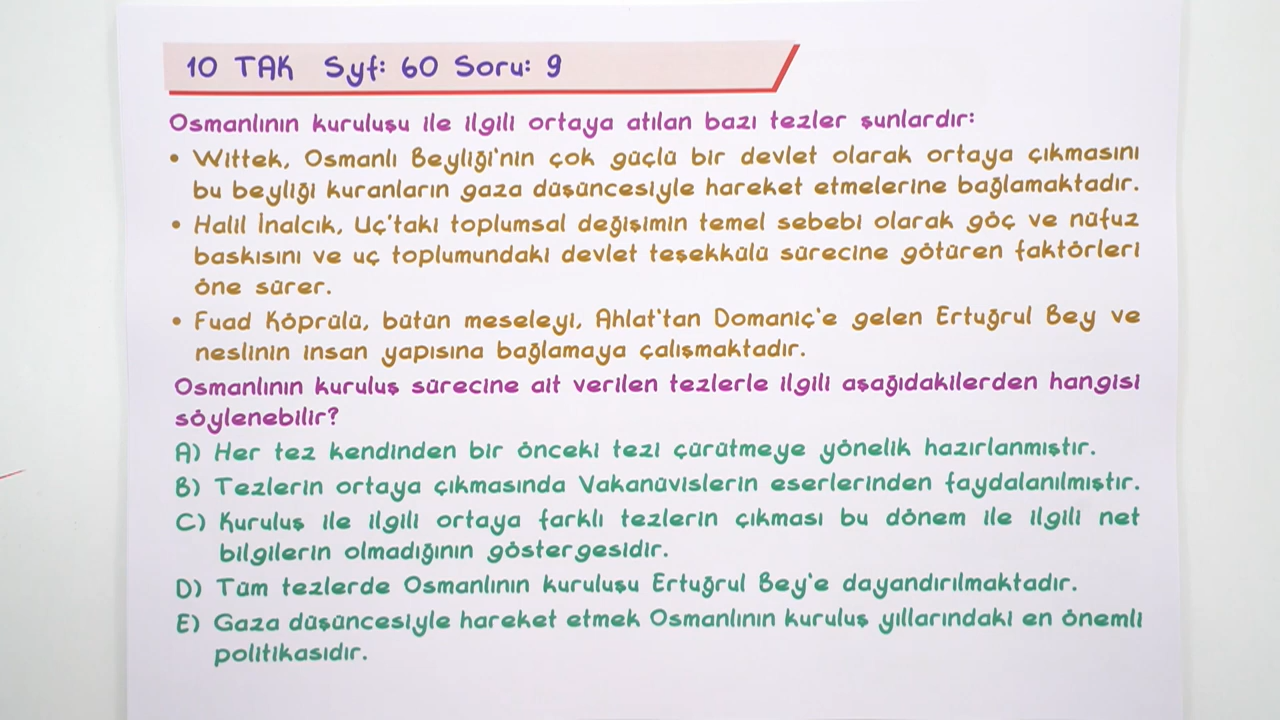 10 TAK Syf: 60 Soru: 9
Osmanlının kuruluşu ile ilgili ortaya atılan bazı tezler şunlardır:
• Wittek, Osmanlı Beyliği'nin çok güçlü bir devlet olarak ortaya çıkmasını
bu beyliği kuranların gaza düşüncesiyle hareket etmelerine bağlamaktadır.
• Halil İnalcık, Uç'taki toplumsal değişimin temel sebebi olarak göç ve nüfuz
baskısını ve uç toplumundaki devlet teşekkülü sürecine götüren faktörleri
öne sürer.
• Fuad Köprülü, bütün meseleyi, Ahlat'tan Domaniç'e gelen Ertuğrul Bey ve
neslinin insan yapısına bağlamaya çalışmaktadır.
Osmanlının kuruluş sürecine ait verilen tezlerle ilgili aşağıdakilerden hangisi
söylenebilir?
A) Her tez kendinden bir önceki tezi çürütmeye yönelik hazırlanmıştır.
B) Tezlerin ortaya çıkmasında Vakanüvislerin eserlerinden faydalanılmıştır.
C) Kuruluş ile ilgili ortaya farklı tezlerin çıkması bu dönem ile ilgili net
bilgilerin olmadığının göstergesidir.
D) Tüm tezlerde Osmanlının kuruluşu Ertuğrul Bey'e dayandırılmaktadır.
E) Gaza düşüncesiyle hareket etmek Osmanlının kuruluş yıllarındaki en önemli
politikasıdır.